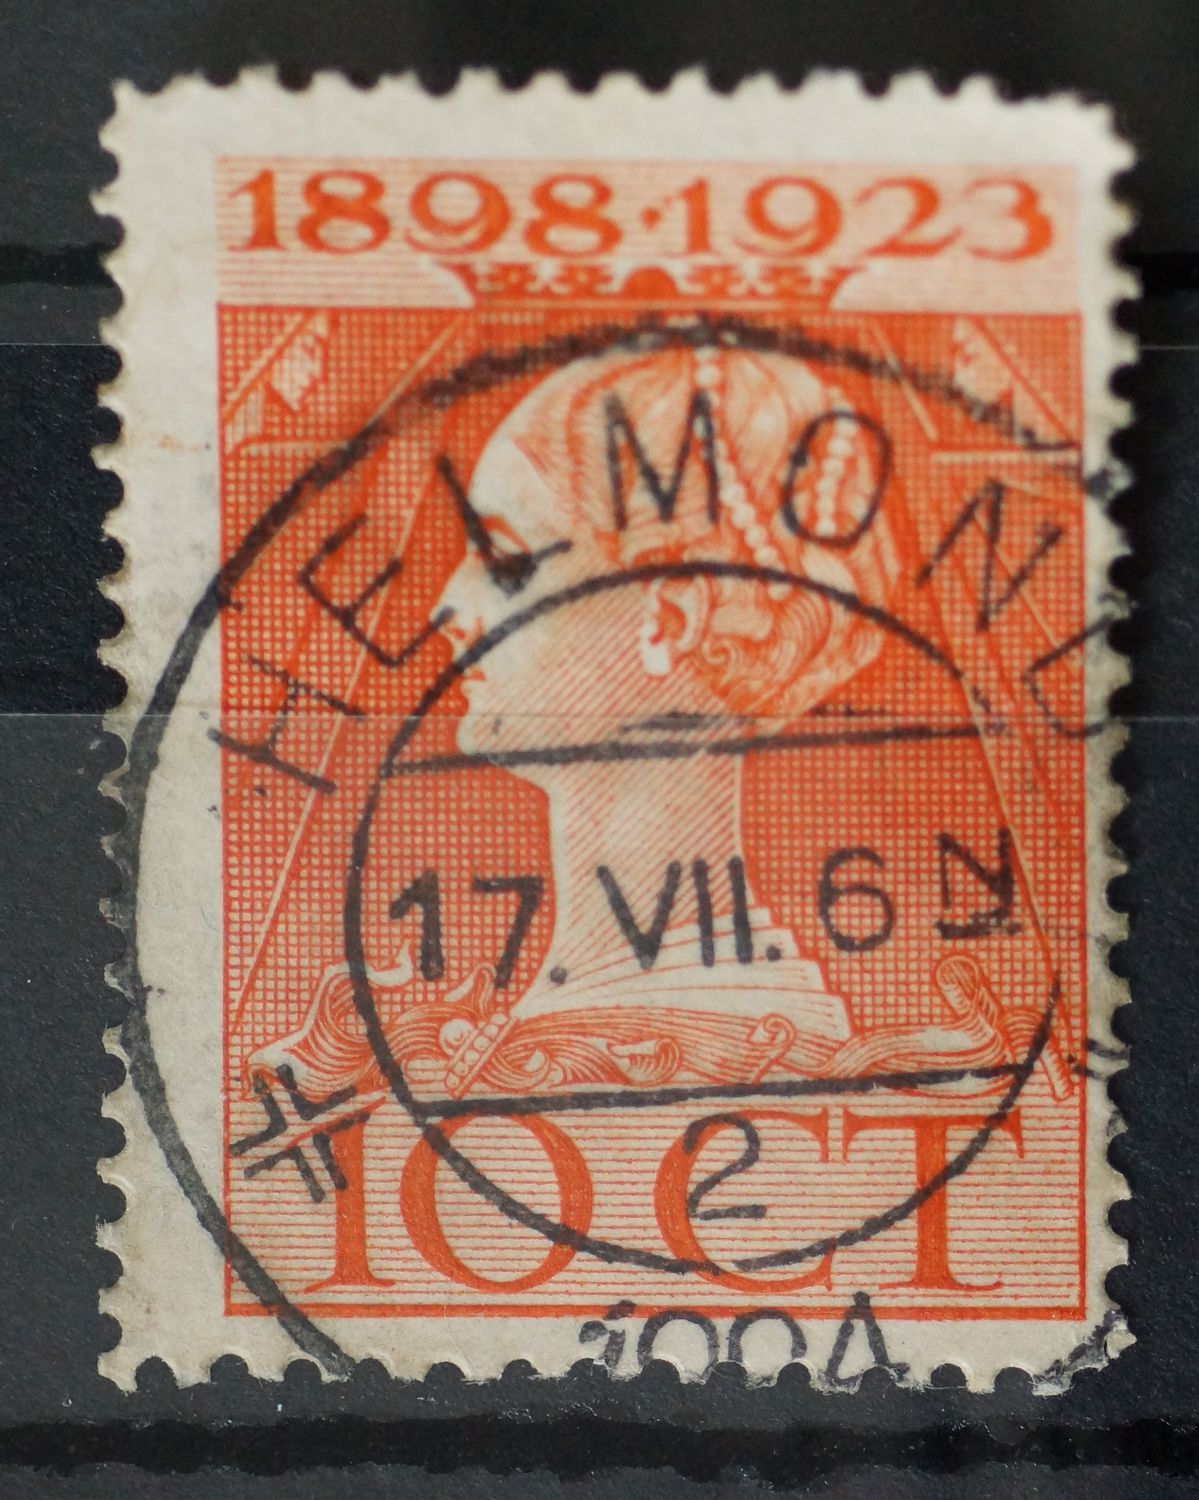 1898·1923
HELMOND
17. VII. 6 N
2
10 CT